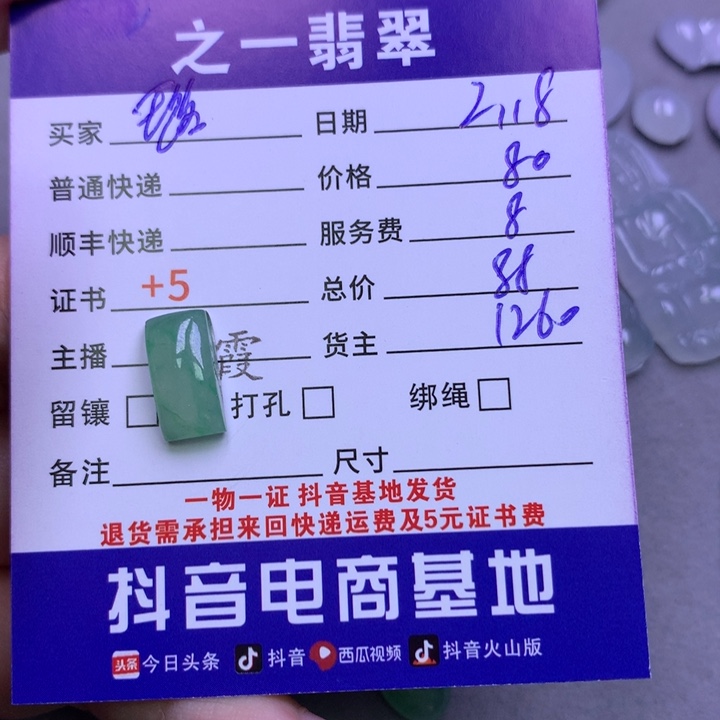 之一翡翠
买家 日期 2.18
普通快递 价格 80
顺丰快递 服务费 8
证书 +5 总价 88
主播 霞 货主 1260
留镶 打孔 绑绳
备注 尺寸
一物一证 抖音基地发货
退货需承担来回快递运费及5元证书费
抖音电商基地
头条 今日头条 抖音 西瓜视频 抖音火山版